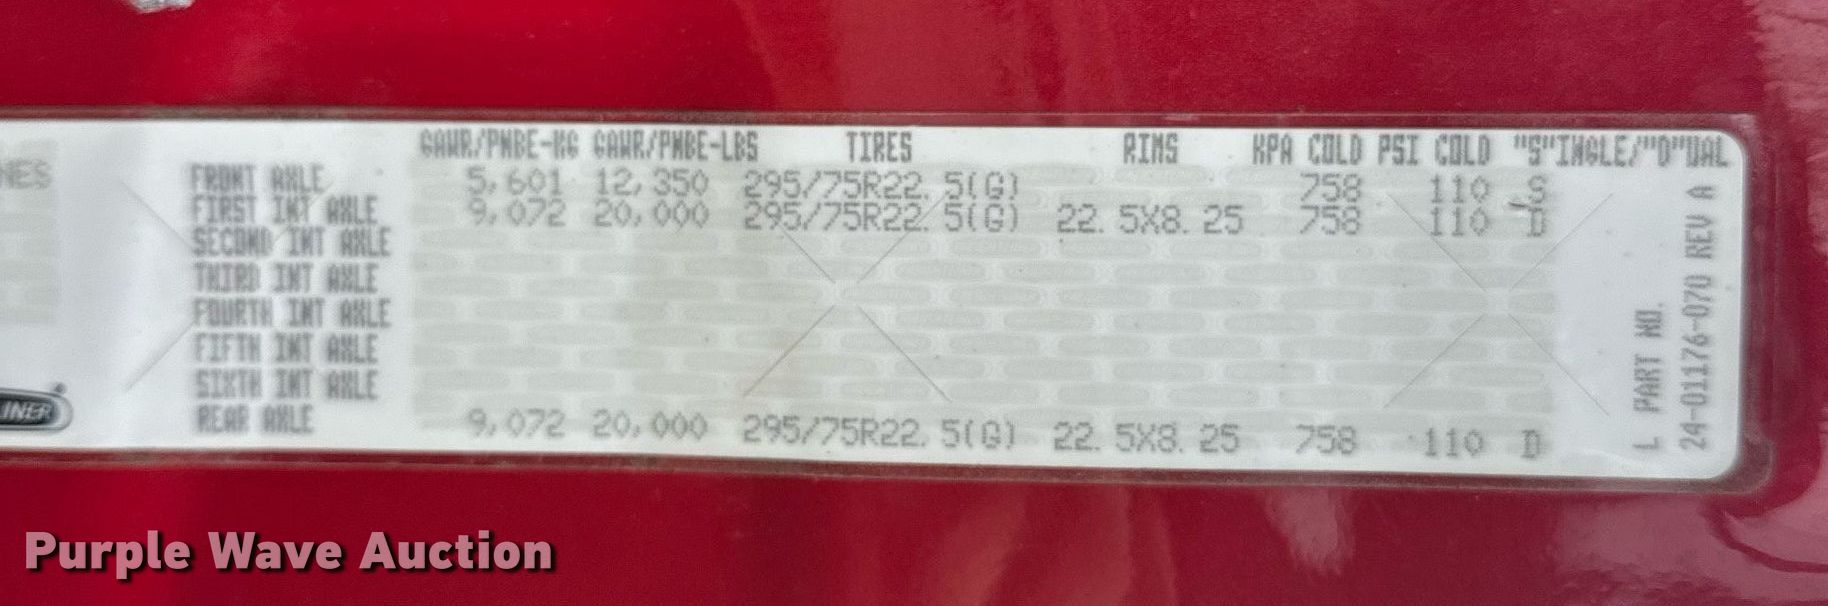 GAWR/PNBE-KG GAWR/PNBE-LBS TIRES RIMS KPA COLD PSI COLD "S"INGLE/"D"UAL
NES
FRONT AXLE 5,601 12,350 295/75R22.5(G) 758 110 S
FIRST INT AXLE 9,072 20,000 295/75R22.5(G) 22.5X8.25 758 110 D
SECOND INT AXLE
THIRD INT AXLE
FOURTH INT AXLE
FIFTH INT AXLE
SIXTH INT AXLE
LINER
REAR AXLE 9,072 20,000 295/75R22.5(G) 22.5X8.25 758 110 D
L PART NO.
24-01176-070 REV A
Purple Wave Auction